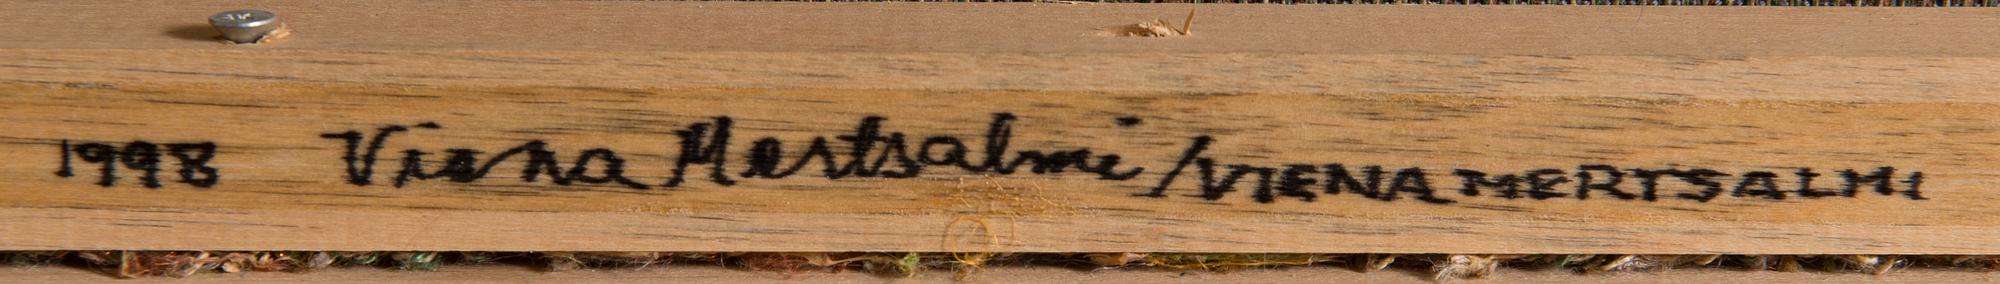 1998 Viena Mertsalmi / VIENA MERTSALMI